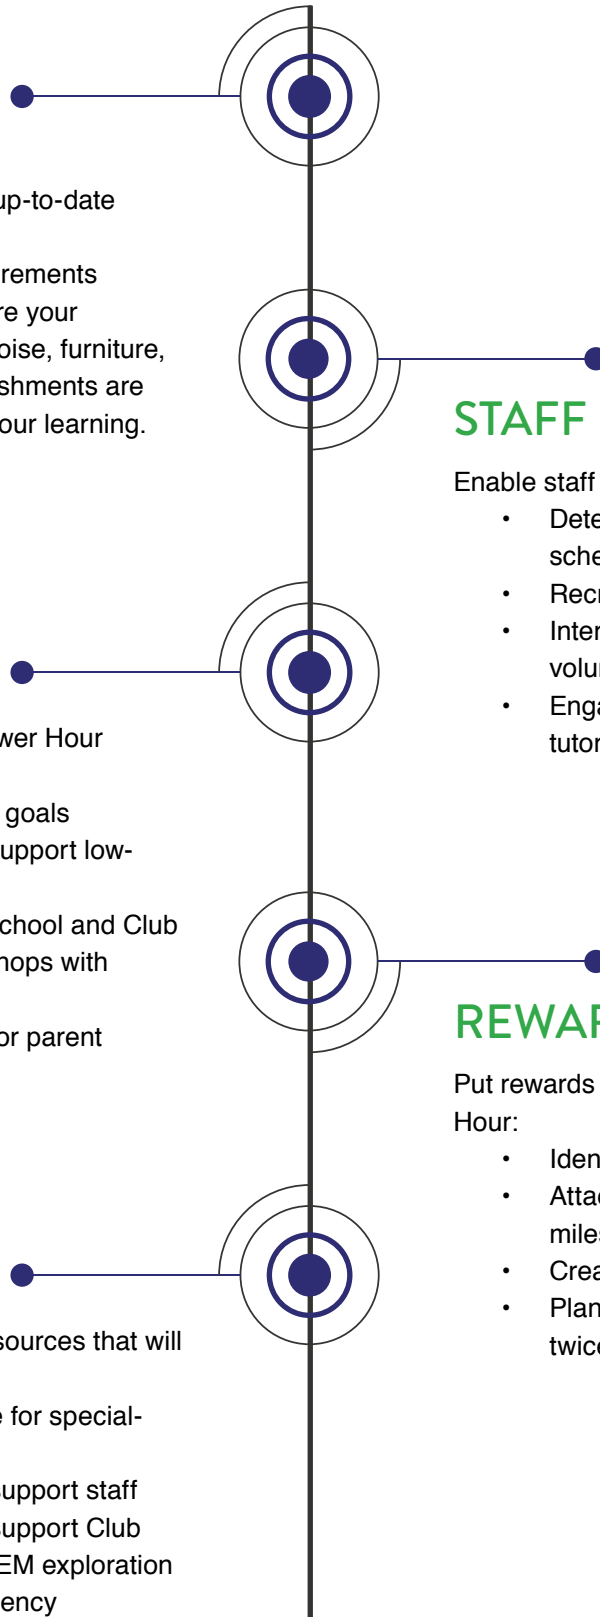 up-to-date
rements
re your
oise, furniture,
shments are
our learning.
wer Hour
goals
upport low-
chool and Club
hops with
or parent
sources that will
e for special-
support staff
support Club
EM exploration
ency
STAFF
Enable staff
• Dete
sche
• Recr
• Inter
volu
• Enga
tutor
REWAR
Put rewards
Hour:
• Iden
• Attac
miles
• Crea
• Plan
twice